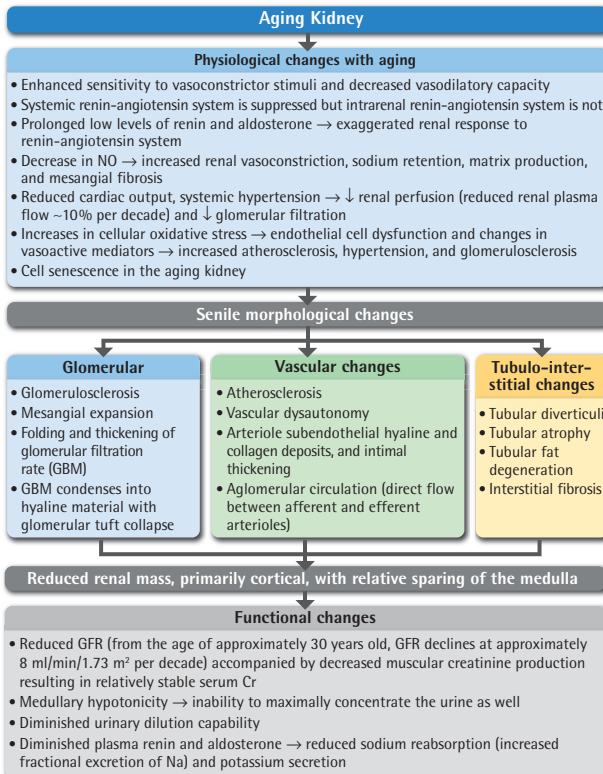 Aging Kidney
Physiological changes with aging
• Enhanced sensitivity to vasoconstrictor stimuli and decreased vasodilatory capacity
• Systemic renin-angiotensin system is suppressed but intrarenal renin-angiotensin system is not
• Prolonged low levels of renin and aldosterone → exaggerated renal response to
renin-angiotensin system
• Decrease in NO → increased renal vasoconstriction, sodium retention, matrix production,
and mesangial fibrosis
• Reduced cardiac output, systemic hypertension → ↓ renal perfusion (reduced renal plasma
flow ~10% per decade) and ↓ glomerular filtration
• Increases in cellular oxidative stress → endothelial cell dysfunction and changes in
vasoactive mediators → increased atherosclerosis, hypertension, and glomerulosclerosis
• Cell senescence in the aging kidney
Senile morphological changes
Glomerular
• Glomerulosclerosis
• Mesangial expansion
• Folding and thickening of
glomerular filtration
rate (GBM)
• GBM condenses into
hyaline material with
glomerular tuft collapse
Vascular changes
• Atherosclerosis
• Vascular dysautonomy
• Arteriole subendothelial hyaline and
collagen deposits, and intimal
thickening
• Aglomerular circulation (direct flow
between afferent and efferent
arterioles)
Tubulo-inter-
stitial changes
• Tubular diverticuli
• Tubular atrophy
• Tubular fat
degeneration
• Interstitial fibrosis
Reduced renal mass, primarily cortical, with relative sparing of the medulla
Functional changes
• Reduced GFR (from the age of approximately 30 years old, GFR declines at approximately
8 ml/min/1.73 m² per decade) accompanied by decreased muscular creatinine production
resulting in relatively stable serum Cr
• Medullary hypotonicity → inability to maximally concentrate the urine as well
• Diminished urinary dilution capability
• Diminished plasma renin and aldosterone → reduced sodium reabsorption (increased
fractional excretion of Na) and potassium secretion